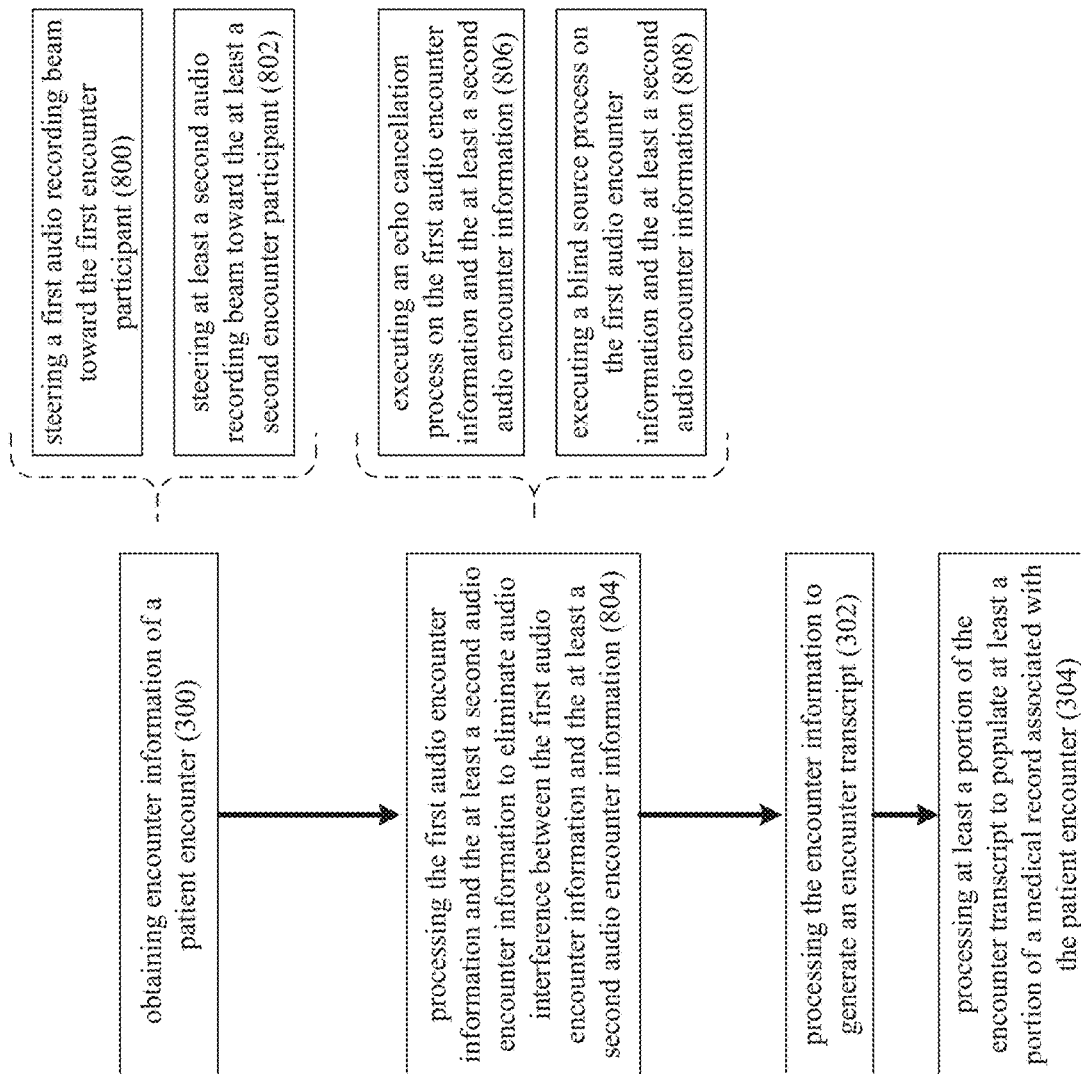 obtaining encounter information of a
patient encounter (300)
steering a first audio recording beam
toward the first encounter
participant (800)
steering at least a second audio
recording beam toward the at least a
second encounter participant (802)
processing the first audio encounter
information and the at least a second audio
encounter information to eliminate audio
interference between the first audio
encounter information and the at least a
second audio encounter information (804)
executing an echo cancellation
process on the first audio encounter
information and the at least a second
audio encounter information (806)
executing a blind source process on
the first audio encounter
information and the at least a second
audio encounter information (808)
processing the encounter information to
generate an encounter transcript (302)
processing at least a portion of the
encounter transcript to populate at least a
portion of a medical record associated with
the patient encounter (304)